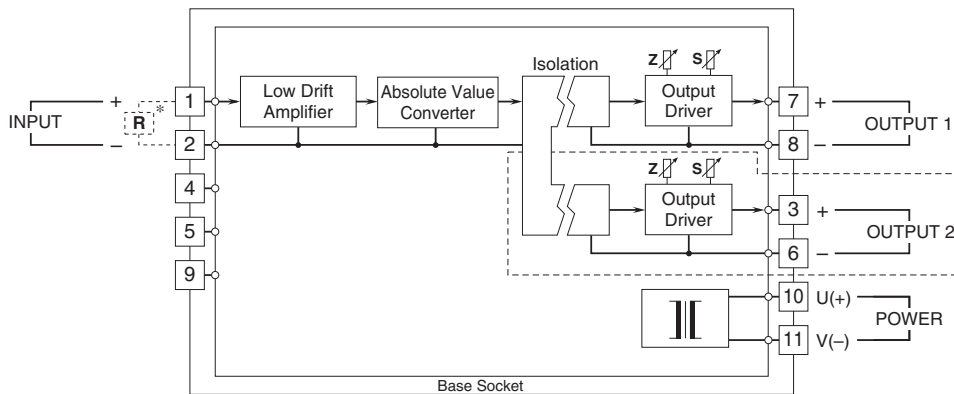 Isolation
Z S
1 Low Drift Amplifier Absolute Value Converter Output Driver 7 +
INPUT + R * OUTPUT 1
– 2 8 –
Z S
4
Output Driver 3 +
5 OUTPUT 2
6 –
9
10 U(+)
POWER
11 V(–)
Base Socket